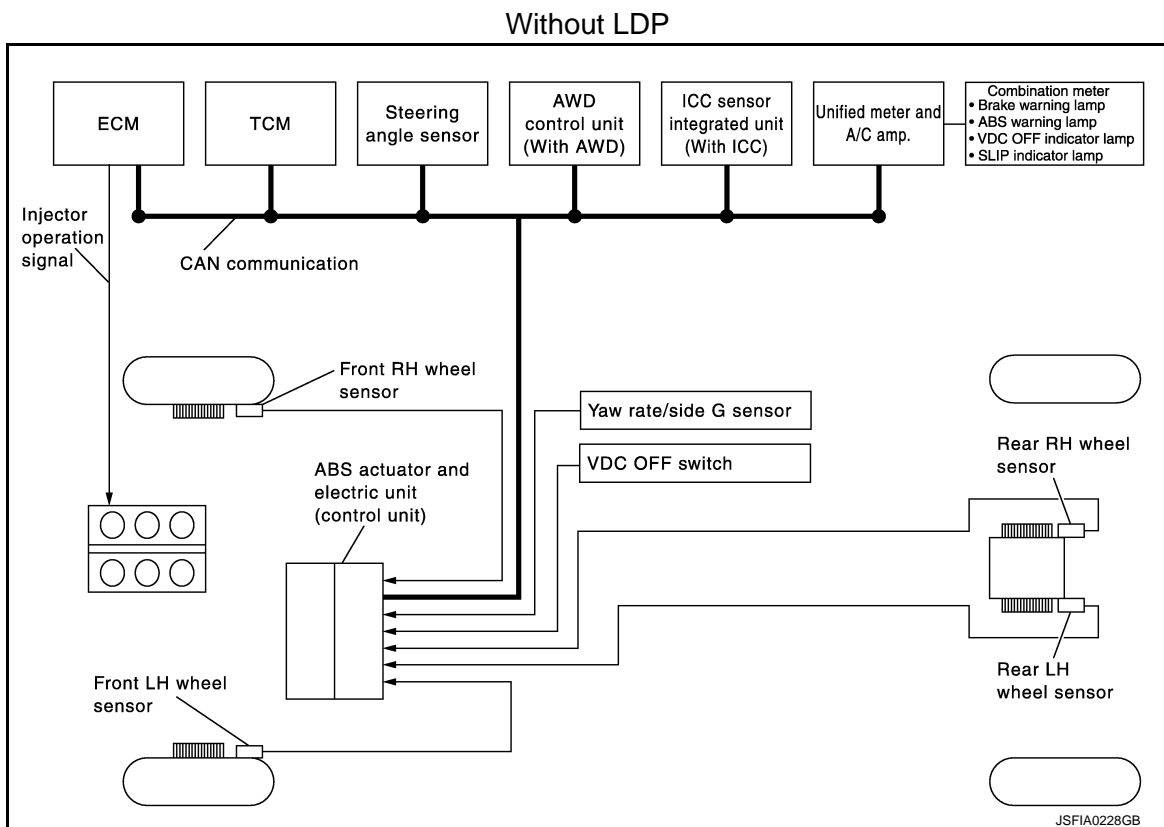 Without LDP
ECM
TCM
Steering
angle sensor
AWD
control unit
(With AWD)
ICC sensor
integrated unit
(With ICC)
Unified meter and
A/C amp.
Combination meter
• Brake warning lamp
• ABS warning lamp
• VDC OFF indicator lamp
• SLIP indicator lamp
Injector
operation
signal
CAN communication
Front RH wheel
sensor
Yaw rate/side G sensor
VDC OFF switch
Rear RH wheel
sensor
ABS actuator and
electric unit
(control unit)
Front LH wheel
sensor
Rear LH
wheel sensor
JSFIA0228GB